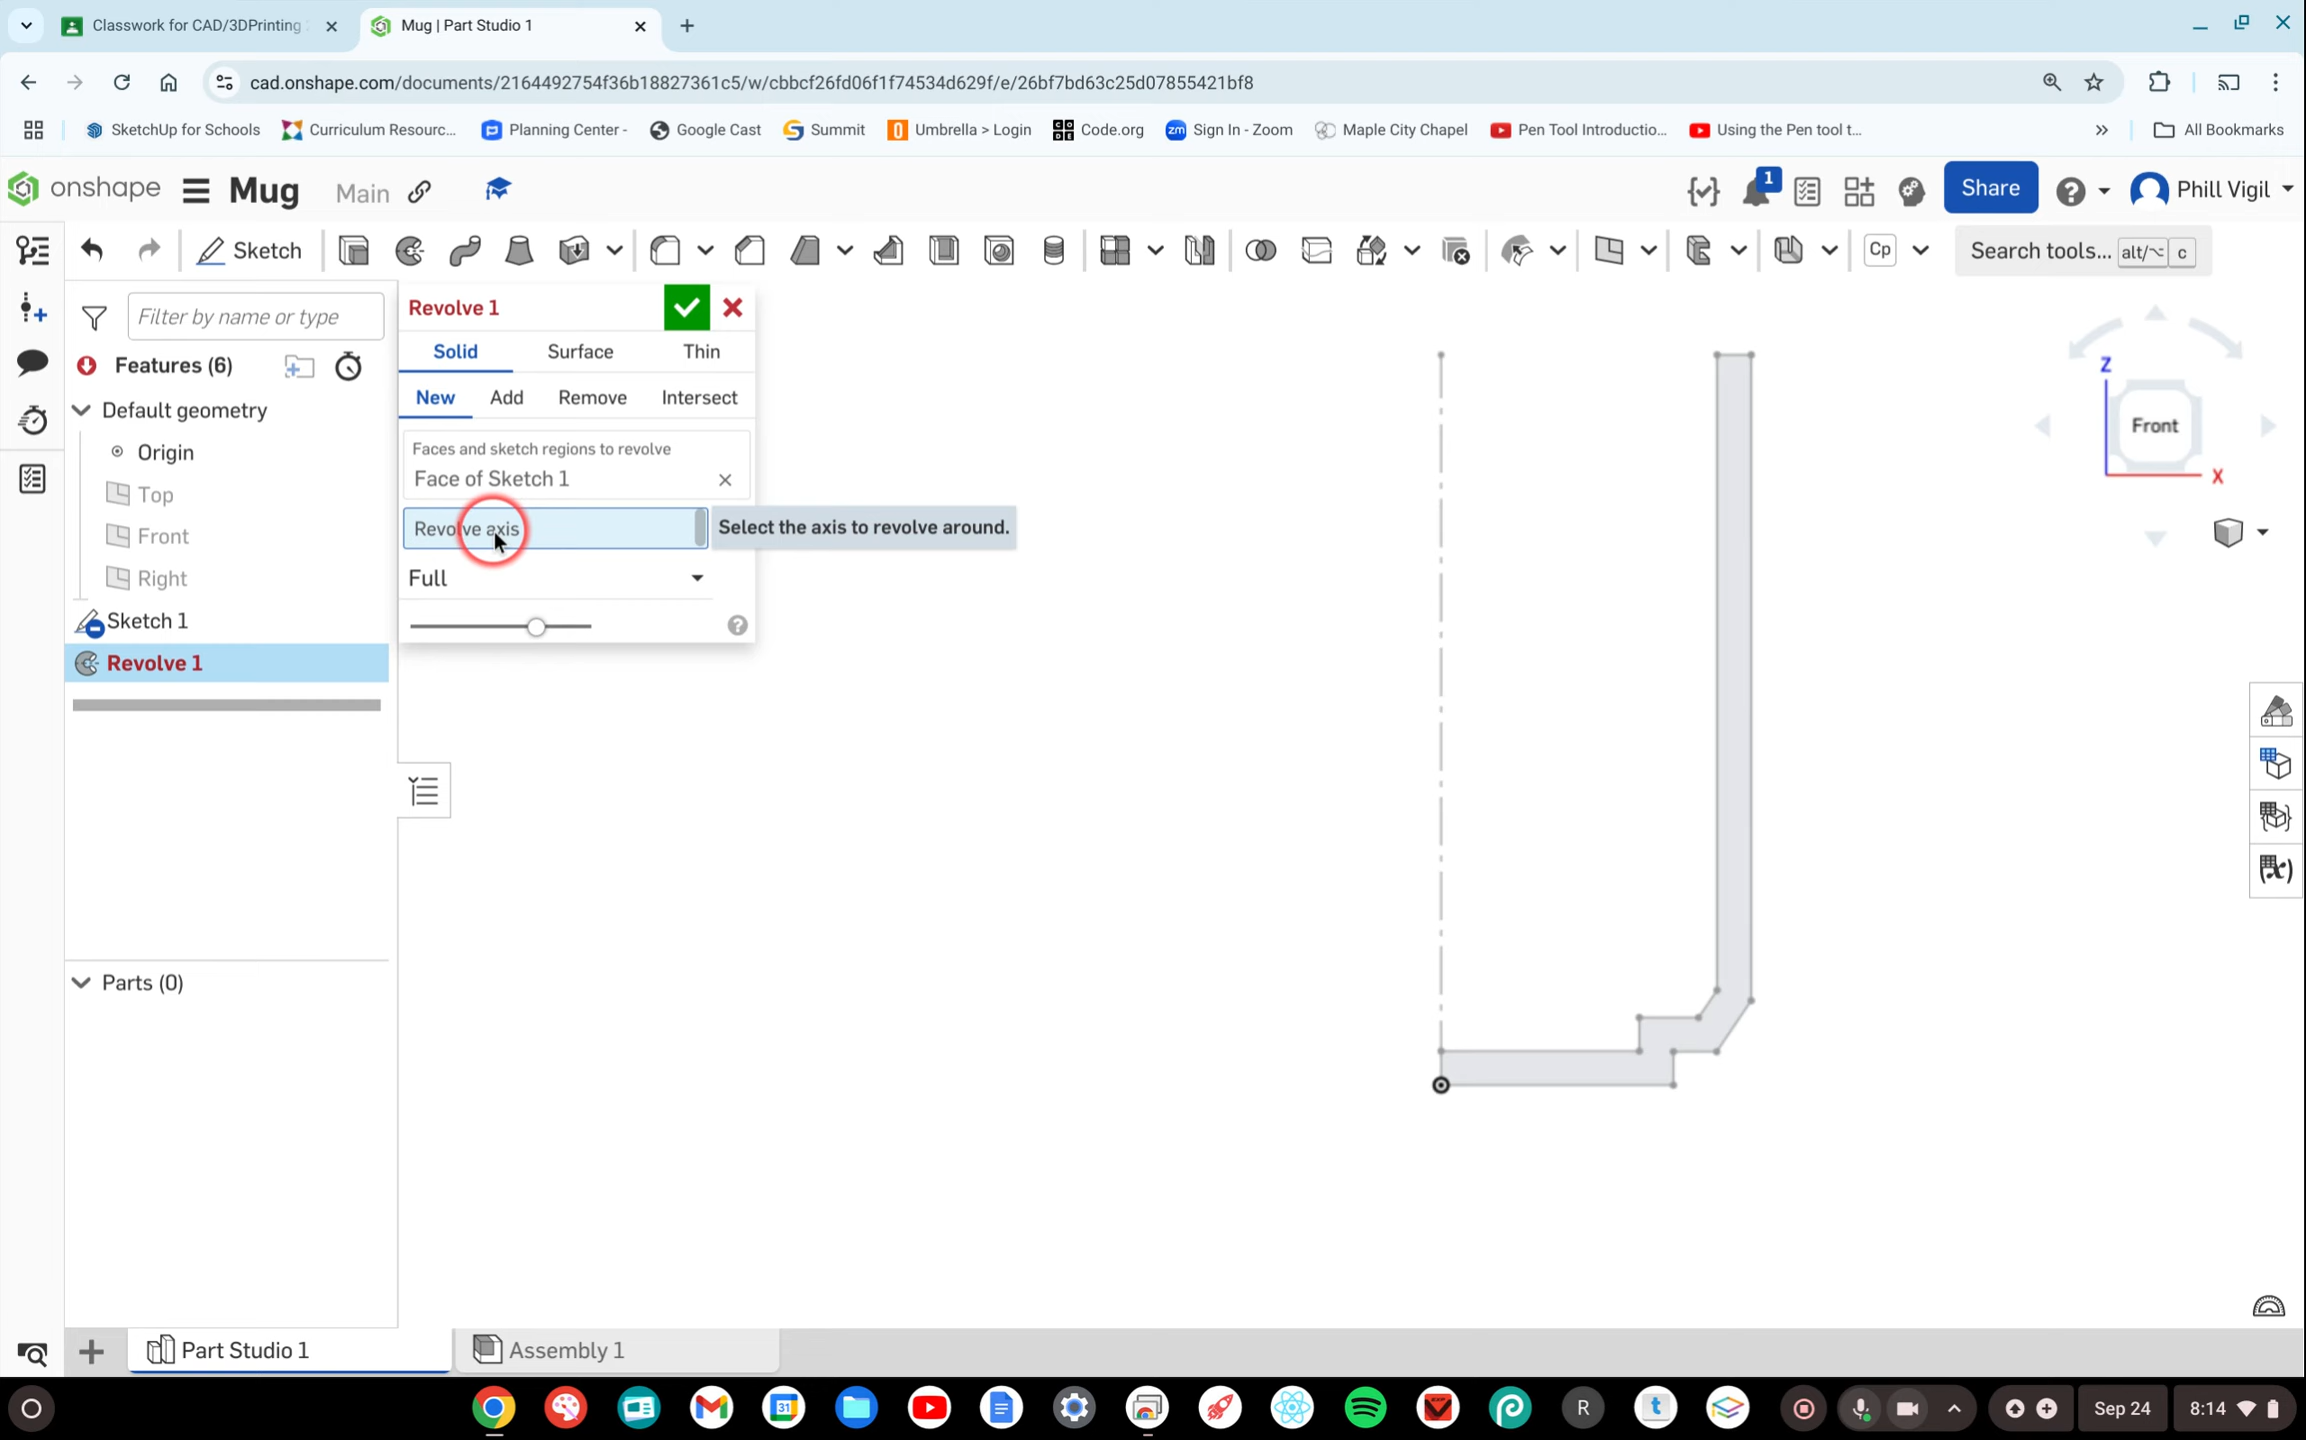 Classwork for CAD/3DPrinting
Mug | Part Studio 1
cad.onshape.com/documents/2164492754f36b18827361c5/w/cbbcf26fd06f1f74534d629f/e/26bf7bd63c25d07855421bf8
SketchUp for Schools
Curriculum Resourc...
Planning Center -
Google Cast
Summit
Umbrella > Login
Code.org
Sign In - Zoom
Maple City Chapel
Pen Tool Introductio...
Using the Pen tool t...
»
All Bookmarks
onshape
Mug
Main
1
Share
Phill Vigil
Sketch
Cp
Search tools... alt/⌥ c
Filter by name or type
Features (6)
Default geometry
Origin
Top
Front
Right
Sketch 1
Revolve 1
Parts (0)
Revolve 1
Solid
Surface
Thin
New
Add
Remove
Intersect
Faces and sketch regions to revolve
Face of Sketch 1
Revolve axis
Select the axis to revolve around.
Full
Z
Front
X
(x)
Part Studio 1
Assembly 1
31
R
t
Sep 24
8:14